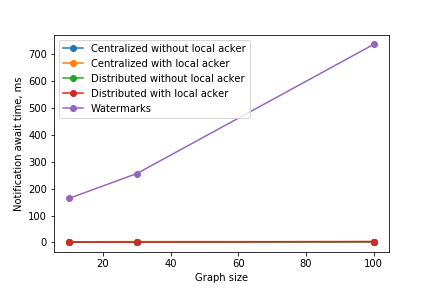 Centralized without local acker
Centralized with local acker
Distributed without local acker
Distributed with local acker
Watermarks
Notification await time, ms
700
600
500
400
300
200
100
0
20
40
60
80
100
Graph size